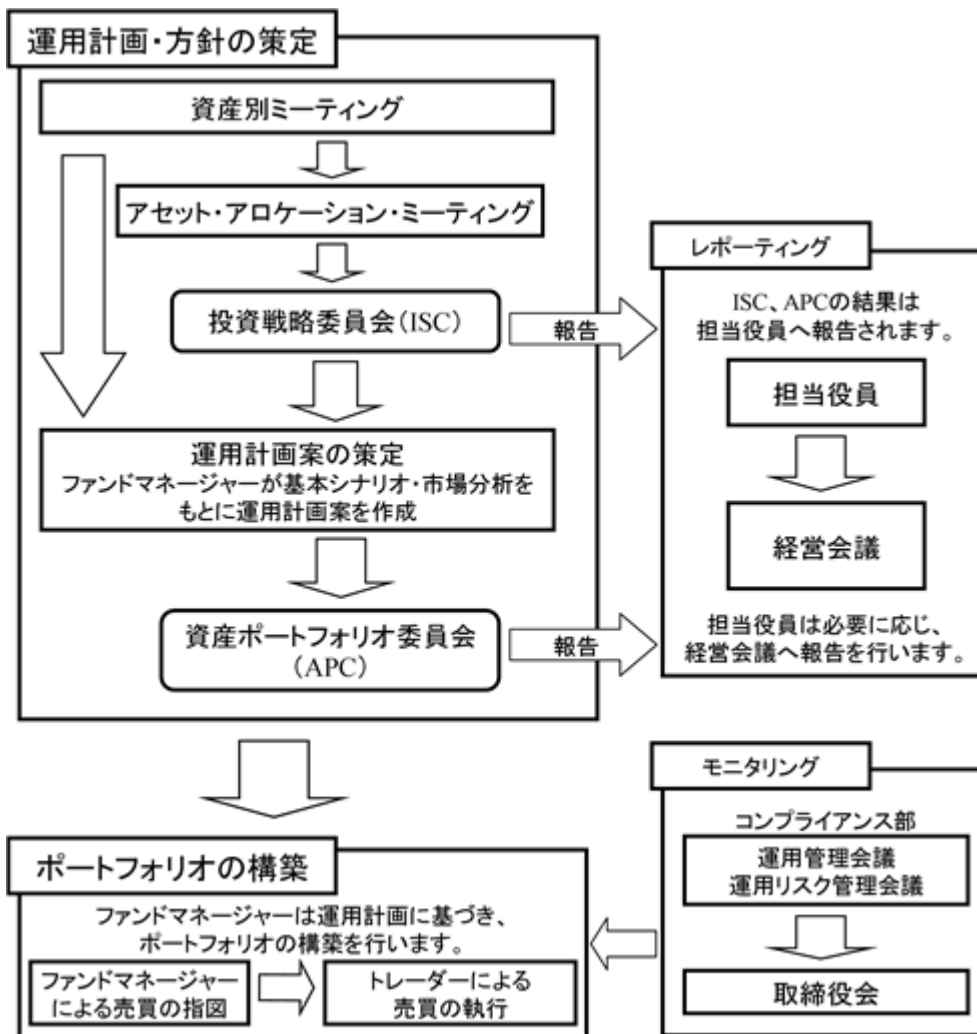 運用計画・方針の策定
資産別ミーティング
アセット・アロケーション・ミーティング
投資戦略委員会(ISC)
報告
運用計画案の策定
ファンドマネージャーが基本シナリオ・市場分析を
もとに運用計画案を作成
資産ポートフォリオ委員会
(APC)
報告
レポーティング
ISC、APCの結果は
担当役員へ報告されます。
担当役員
経営会議
担当役員は必要に応じ、
経営会議へ報告を行います。
ポートフォリオの構築
ファンドマネージャーは運用計画に基づき、
ポートフォリオの構築を行います。
ファンドマネージャー
による売買の指図
トレーダーによる
売買の執行
モニタリング
コンプライアンス部
運用管理会議
運用リスク管理会議
取締役会